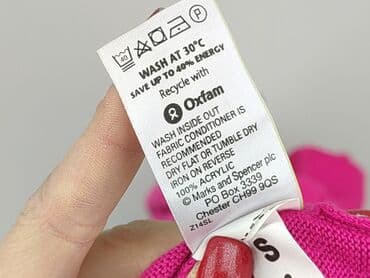 40
P
WASH AT 30°C
SAVE UP TO 40% ENERGY
Recycle with
Oxfam
WASH INSIDE OUT
FABRIC CONDITIONER IS
RECOMMENDED
DRY FLAT OR TUMBLE DRY
IRON ON REVERSE
100% ACRYLIC
© Marks and Spencer plc
PO Box 3339
Chester CH99 9QS
Z14SL
S